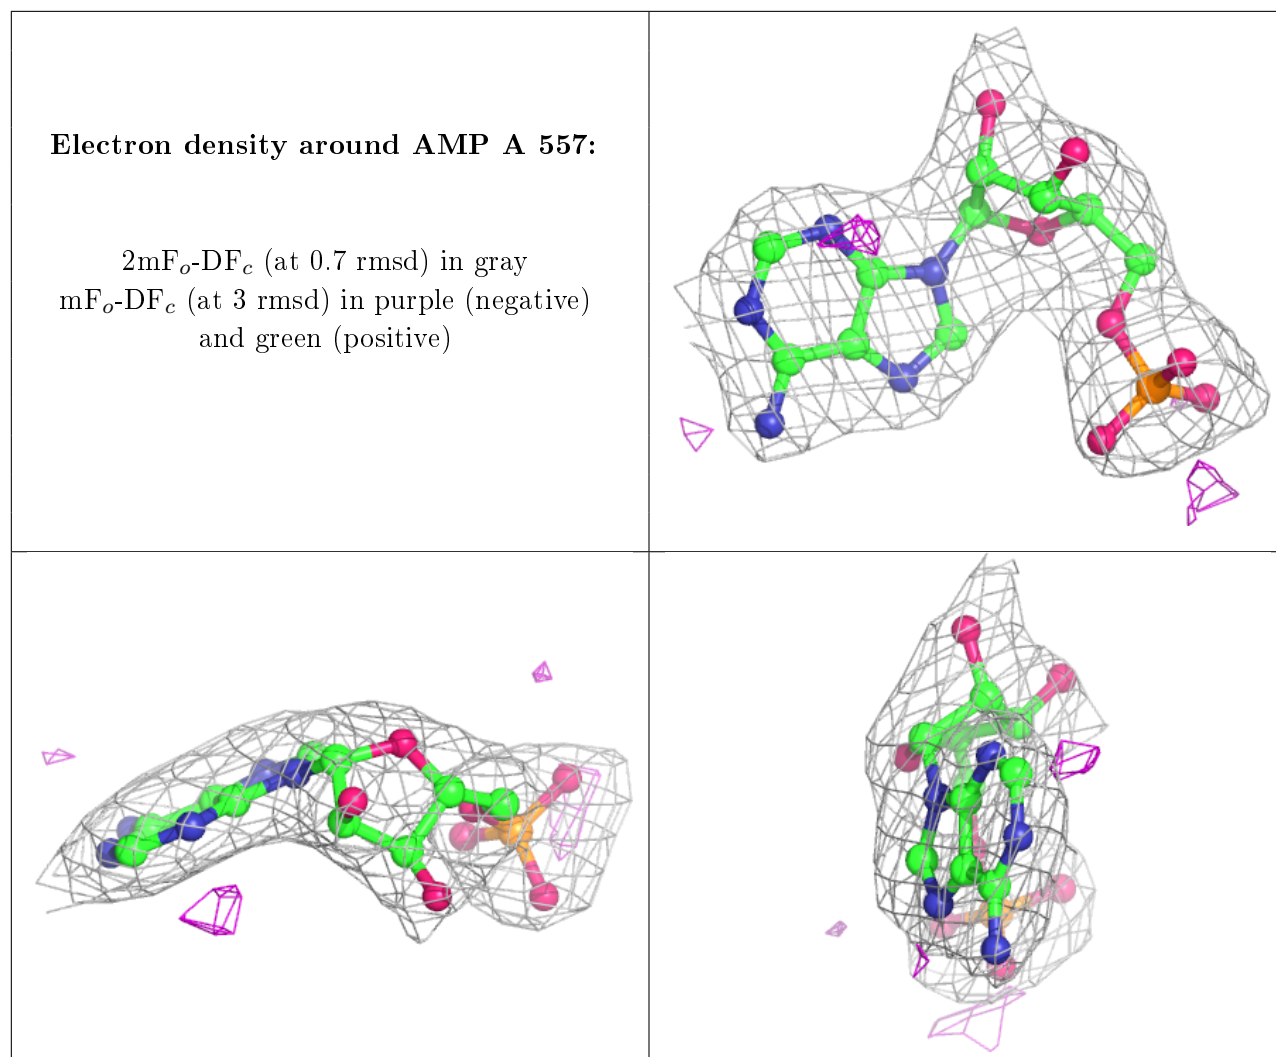 Electron density around AMP A 557:
2mFo-DFc (at 0.7 rmsd) in gray
mFo-DFc (at 3 rmsd) in purple (negative)
and green (positive)